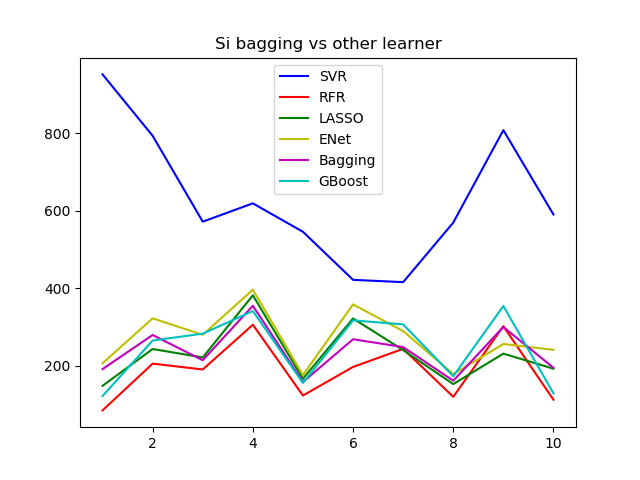 Si bagging vs other learner
SVR
RFR
LASSO
ENet
Bagging
GBoost
800
600
400
200
2 4 6 8 10